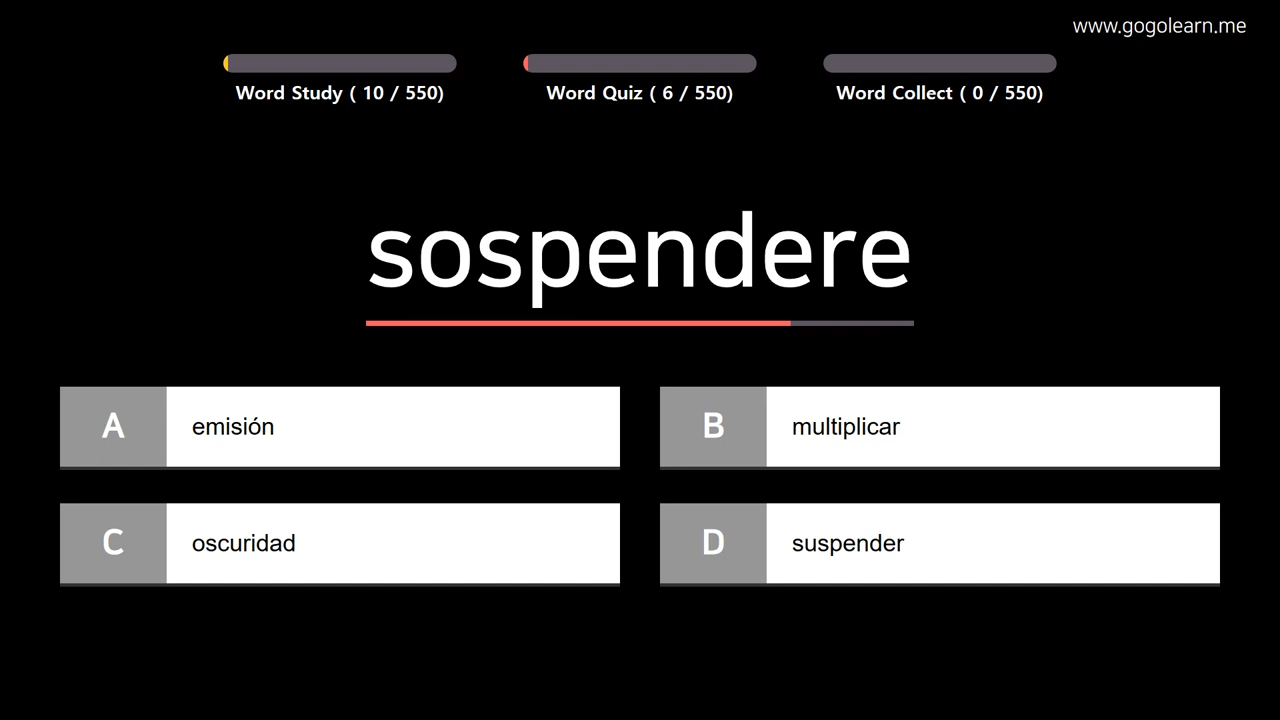 www.gogolearn.me
Word Study ( 10 / 550)
Word Quiz ( 6 / 550)
Word Collect ( 0 / 550)
sospendere
A emisión
B multiplicar
C oscuridad
D suspender